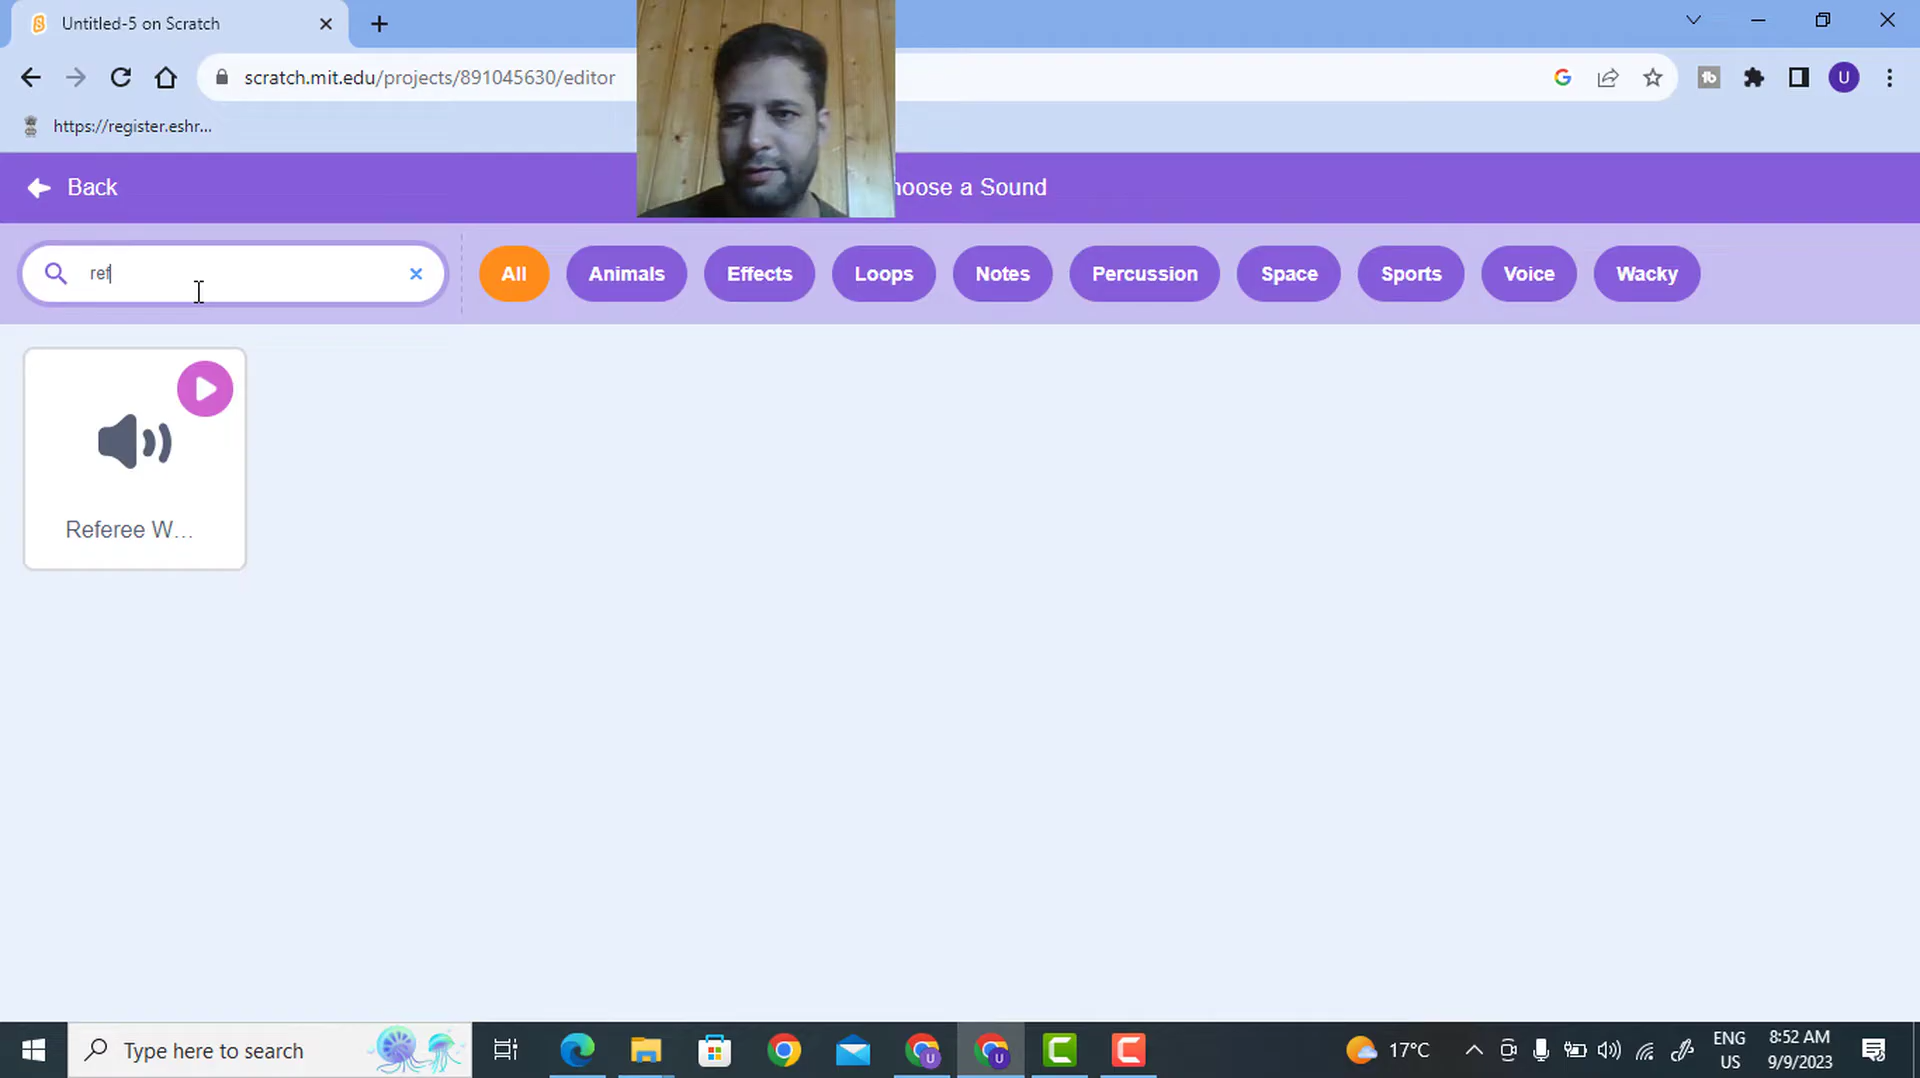 Untitled-5 on Scratch
scratch.mit.edu/projects/891045630/editor
U
https://register.eshr...
Back
hoose a Sound
ref
All
Animals
Effects
Loops
Notes
Percussion
Space
Sports
Voice
Wacky
Referee W...
Type here to search
17°C
ENG
US
8:52 AM
9/9/2023